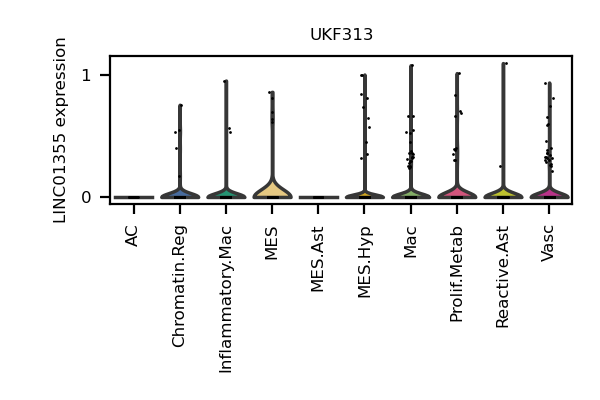 UKF313
LINC01355 expression
1
0
AC
Chromatin.Reg
Inflammatory.Mac
MES
MES.Ast
MES.Hyp
Mac
Prolif.Metab
Reactive.Ast
Vasc